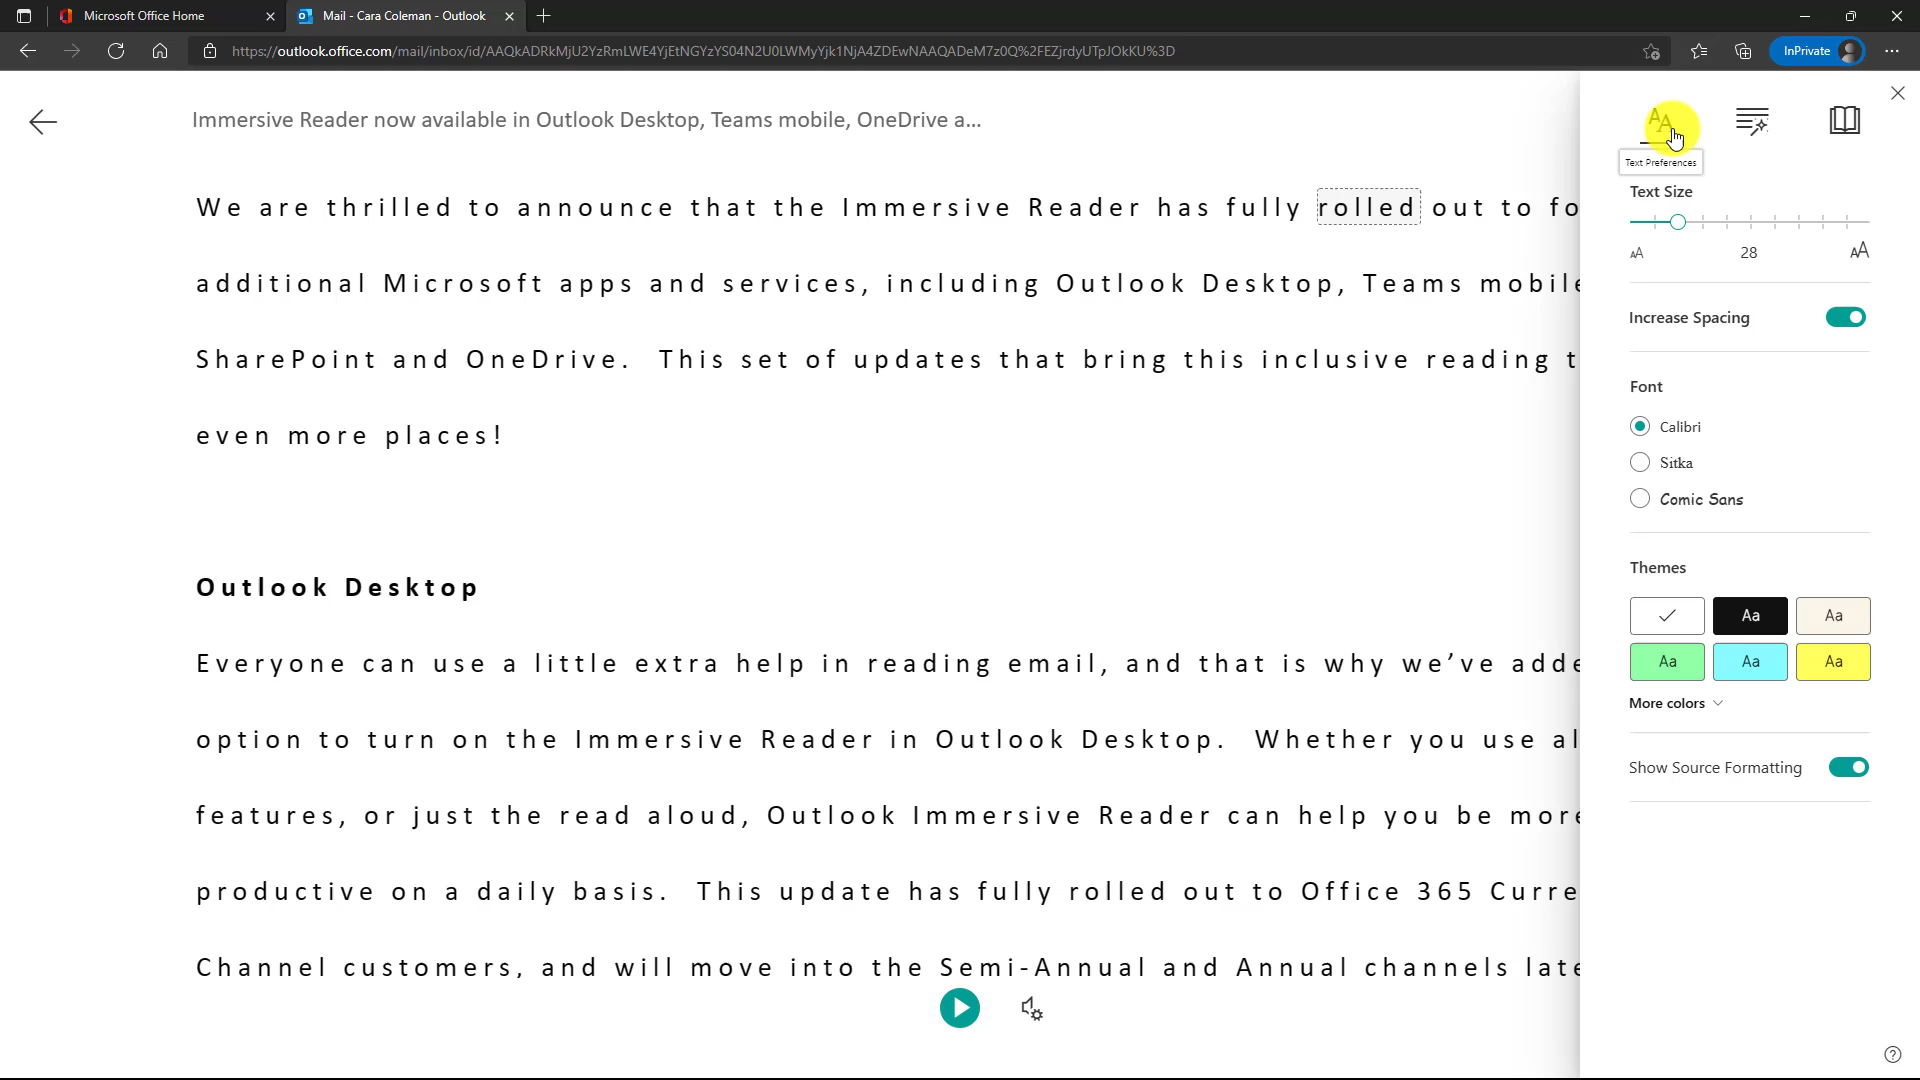 Microsoft Office Home
Mail - Cara Coleman - Outlook
https://outlook.office.com/mail/inbox/id/AAQkADRkMjU2YzRmLWE4YjEtNGYzYS04N2U0LWMyYjk1NjA4ZDEwNAAQADeM7z0Q%2FEZjrdyUTpJOkKU%3D
InPrivate
Immersive Reader now available in Outlook Desktop, Teams mobile, OneDrive a...
We are thrilled to announce that the Immersive Reader has fully rolled out to fo
additional Microsoft apps and services, including Outlook Desktop, Teams mobile
SharePoint and OneDrive. This set of updates that bring this inclusive reading t
even more places!
Outlook Desktop
Everyone can use a little extra help in reading email, and that is why we’ve adde
option to turn on the Immersive Reader in Outlook Desktop. Whether you use al
features, or just the read aloud, Outlook Immersive Reader can help you be more
productive on a daily basis. This update has fully rolled out to Office 365 Curre
Channel customers, and will move into the Semi-Annual and Annual channels late
AA
Text Preferences
Text Size
AA 28 AA
Increase Spacing
Font
Calibri
Sitka
Comic Sans
Themes
Aa Aa
Aa Aa Aa
More colors
Show Source Formatting